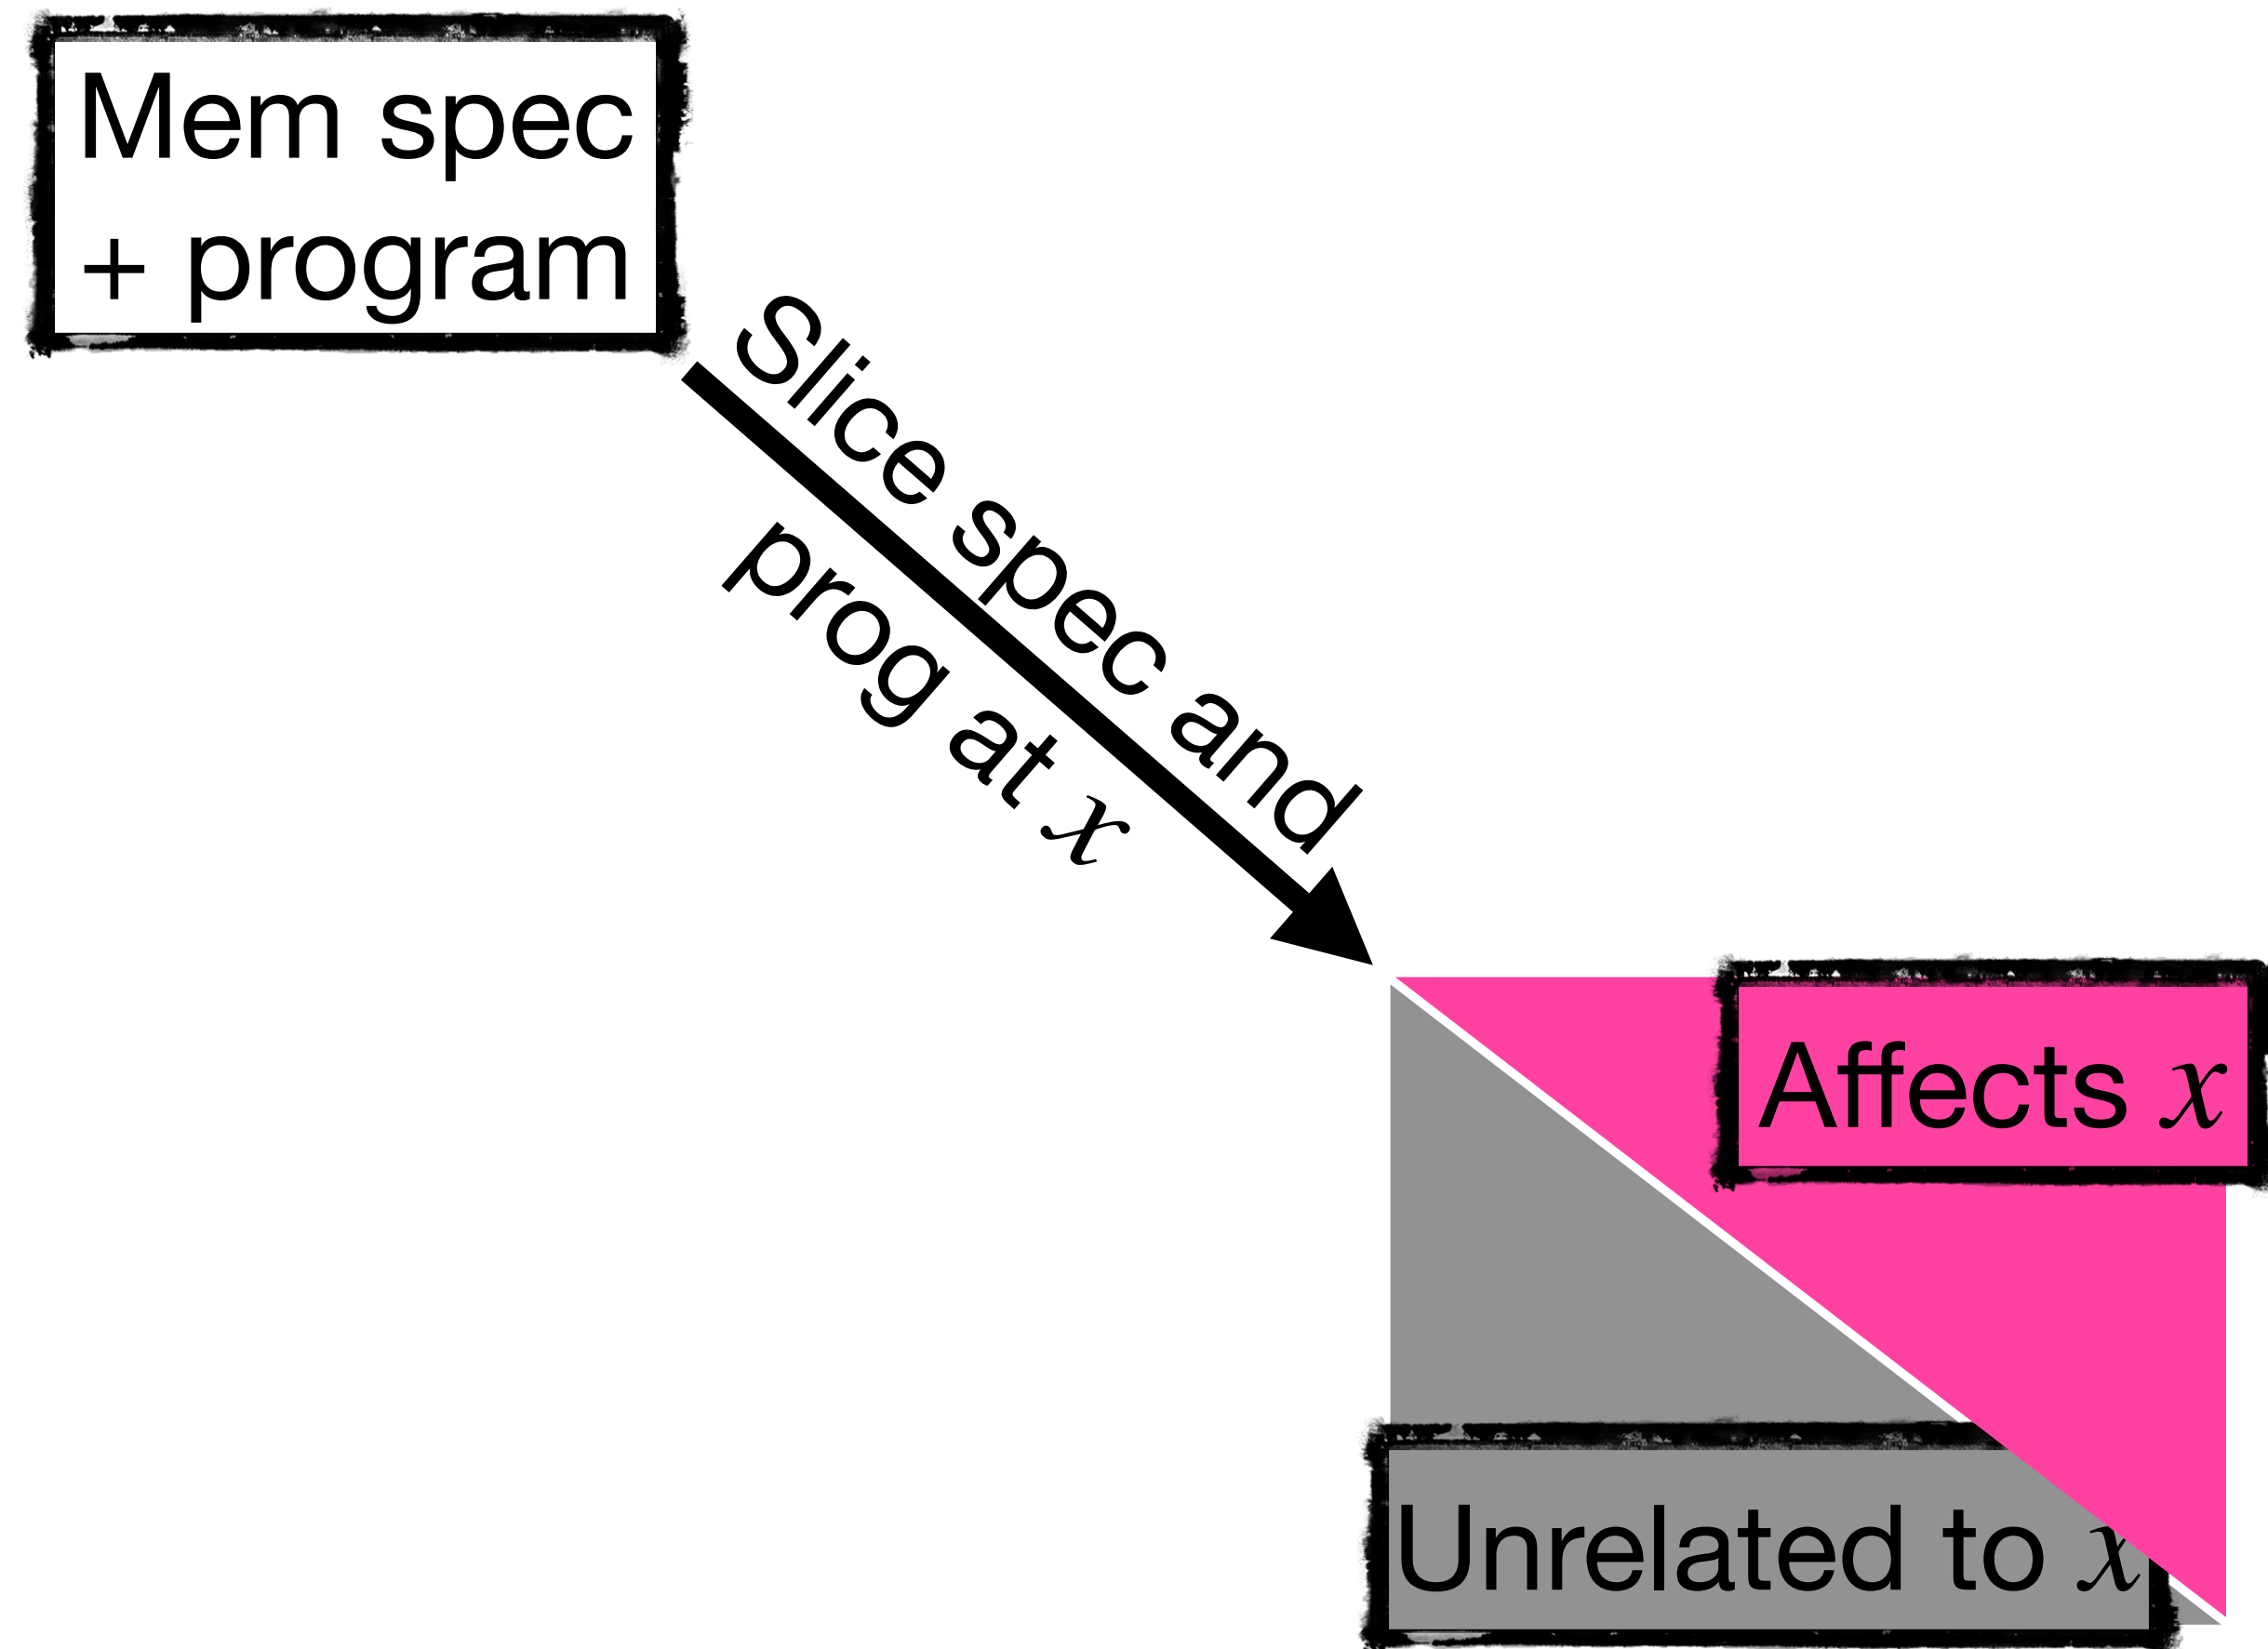 Mem spec
+ program
Slice spec and
prog at x
Affects x
Unrelated to x